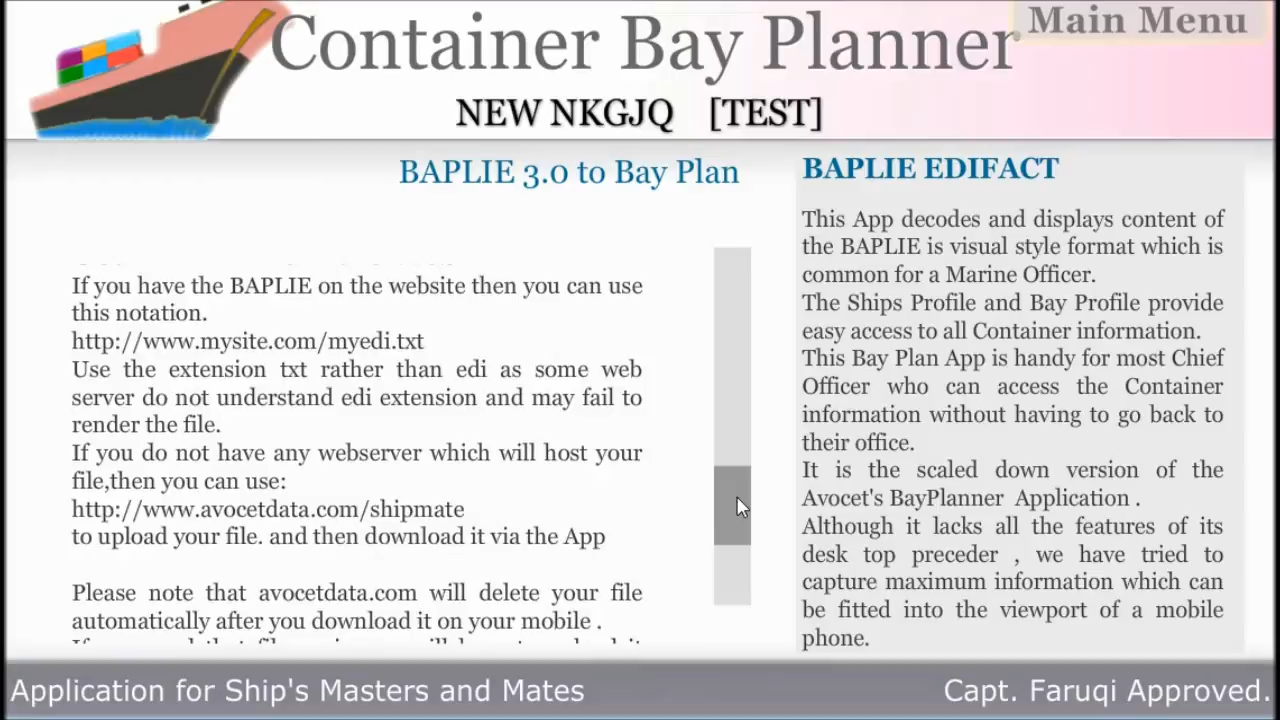 Container Bay Planner
Main Menu
NEW NKGJQ [TEST]
BAPLIE 3.0 to Bay Plan
If you have the BAPLIE on the website then you can use
this notation.
http://www.mysite.com/myedi.txt
Use the extension txt rather than edi as some web
server do not understand edi extension and may fail to
render the file.
If you do not have any webserver which will host your
file,then you can use:
http://www.avocetdata.com/shipmate
to upload your file. and then download it via the App
Please note that avocetdata.com will delete your file
automatically after you download it on your mobile .
BAPLIE EDIFACT
This App decodes and displays content of
the BAPLIE is visual style format which is
common for a Marine Officer.
The Ships Profile and Bay Profile provide
easy access to all Container information.
This Bay Plan App is handy for most Chief
Officer who can access the Container
information without having to go back to
their office.
It is the scaled down version of the
Avocet's BayPlanner Application .
Although it lacks all the features of its
desk top preceder , we have tried to
capture maximum information which can
be fitted into the viewport of a mobile
phone.
Application for Ship's Masters and Mates
Capt. Faruqi Approved.